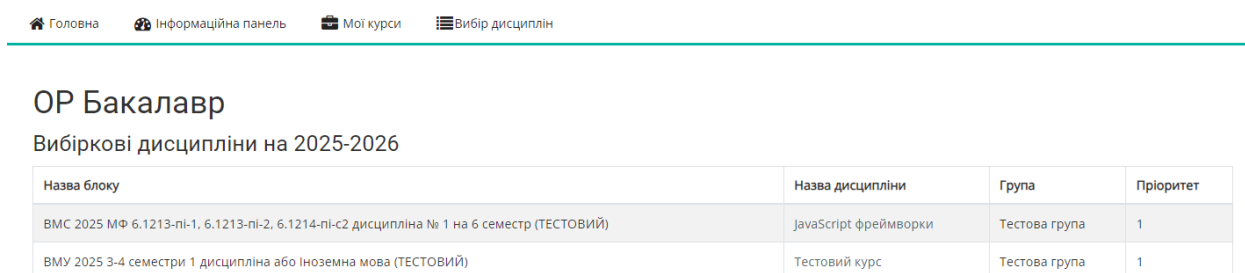 Головна Інформаційна панель Мої курси Вибір дисциплін
ОР Бакалавр
Вибіркові дисципліни на 2025-2026
Назва блоку Назва дисципліни Група Пріоритет
ВМС 2025 МФ 6.1213-пі-1, 6.1213-пі-2, 6.1214-пі-с2 дисципліна № 1 на 6 семестр (ТЕСТОВИЙ) JavaScript фреймворки Тестова група 1
ВМУ 2025 3-4 семестри 1 дисципліна або Іноземна мова (ТЕСТОВИЙ) Тестовий курс Тестова група 1